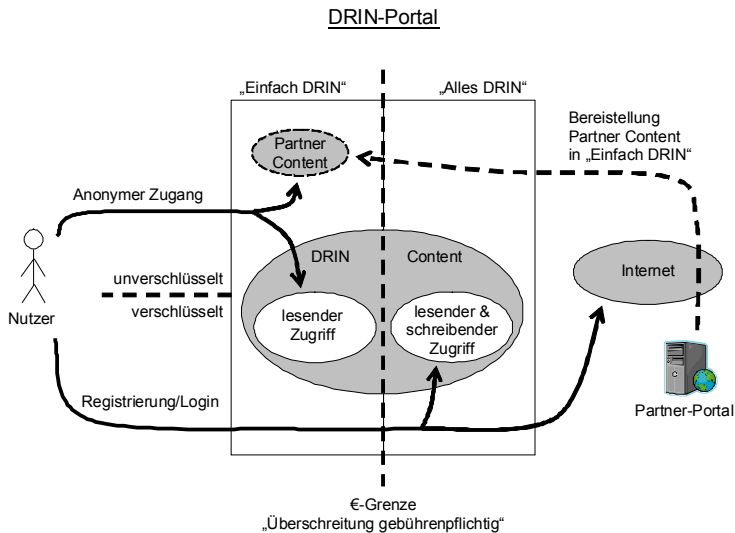 DRIN-Portal
„Einfach DRIN“
„Alles DRIN“
Bereistellung
Partner Content
in „Einfach DRIN“
Partner
Content
Anonymer Zugang
DRIN
Content
Internet
unverschlüsselt
verschlüsselt
Nutzer
lesender
Zugriff
lesender &
schreibender
Zugriff
Registrierung/Login
Partner-Portal
€-Grenze
„Überschreitung gebührenpflichtig“